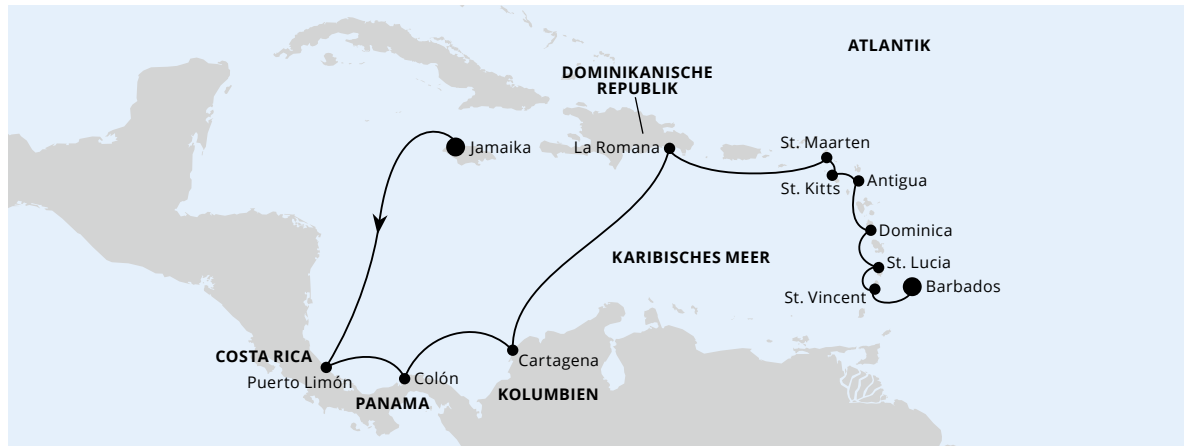 ATLANTIK
DOMINIKANISCHE
REPUBLIK
St. Maarten
Jamaika
La Romana
St. Kitts
Antigua
Dominica
KARIBISCHES MEER
St. Lucia
St. Vincent
Barbados
COSTA RICA
Puerto Limón
Cartagena
Colón
KOLUMBIEN
PANAMA